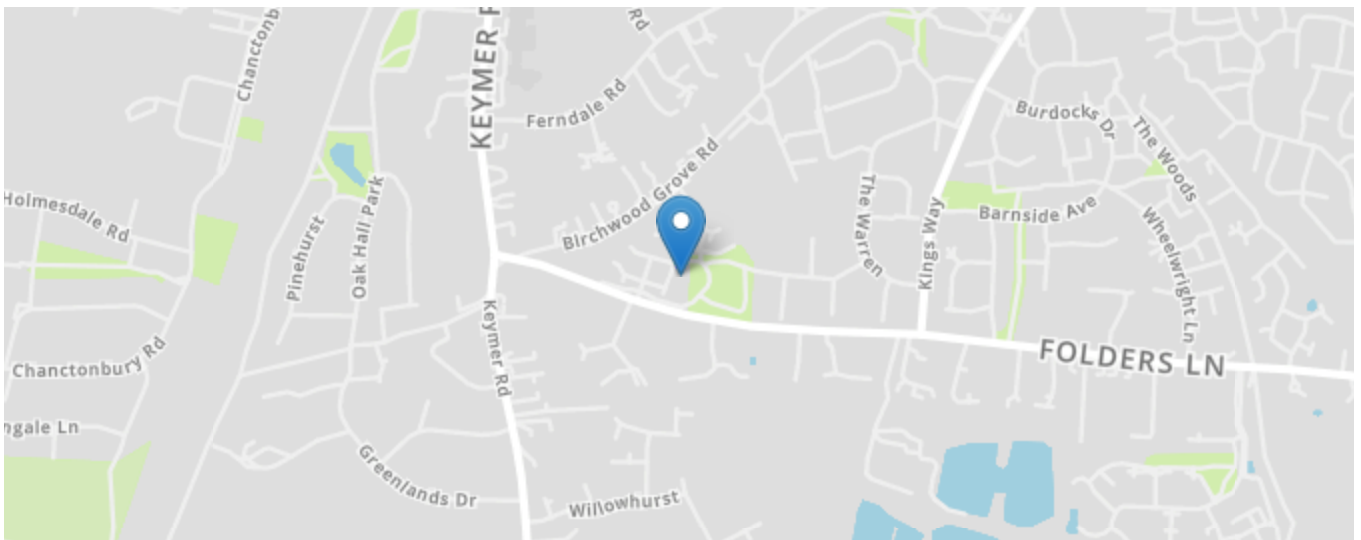 Chanctonb
KEYMER R
Rd
Ferndale Rd
Burdocks Dr
The Woods
Birchwood Grove Rd
Holmesdale Rd
Pinehurst
Oak Hall Park
The Warren
Kings Way
Barnside Ave
Wheelwright Ln
Keymer Rd
FOLDERS LN
Chanctonbury Rd
ngale Ln
Greenlands Dr
Willowhurst